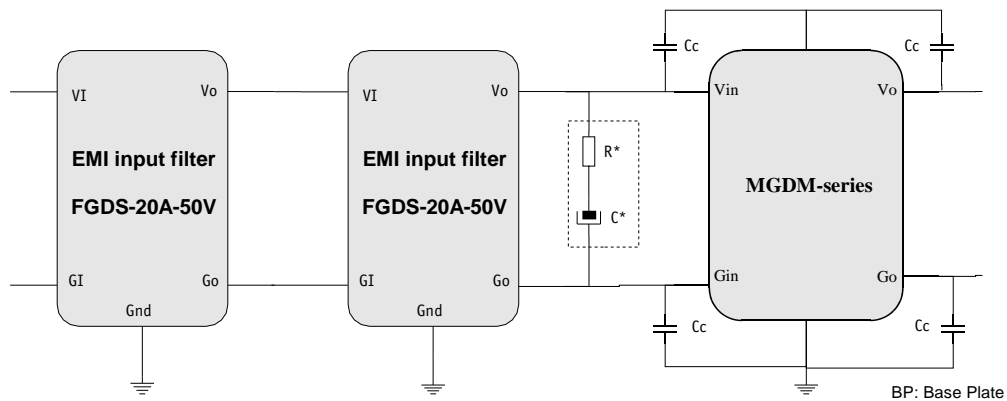 Cc
Cc
VI
Vo
VI
Vo
Vin
Vo
EMI input filter
FGDS-20A-50V
EMI input filter
FGDS-20A-50V
R*
C*
MGDM-series
GI
Go
GI
Go
Gin
Go
Gnd
Gnd
Cc
Cc
BP: Base Plate